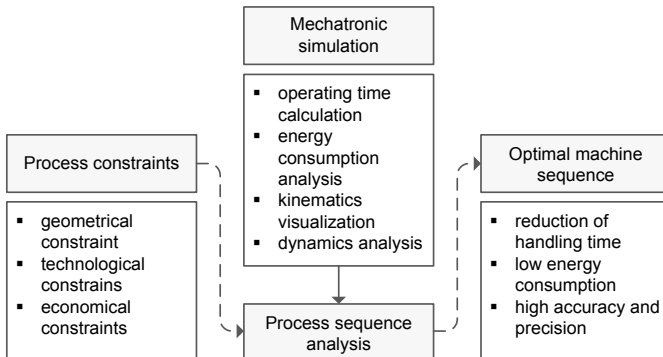 Mechatronic
simulation
▪ operating time
calculation
▪ energy
consumption
analysis
▪ kinematics
visualization
▪ dynamics analysis
Process constraints
▪ geometrical
constraint
▪ technological
constrains
▪ economical
constraints
Process sequence
analysis
Optimal machine
sequence
▪ reduction of
handling time
▪ low energy
consumption
▪ high accuracy and
precision